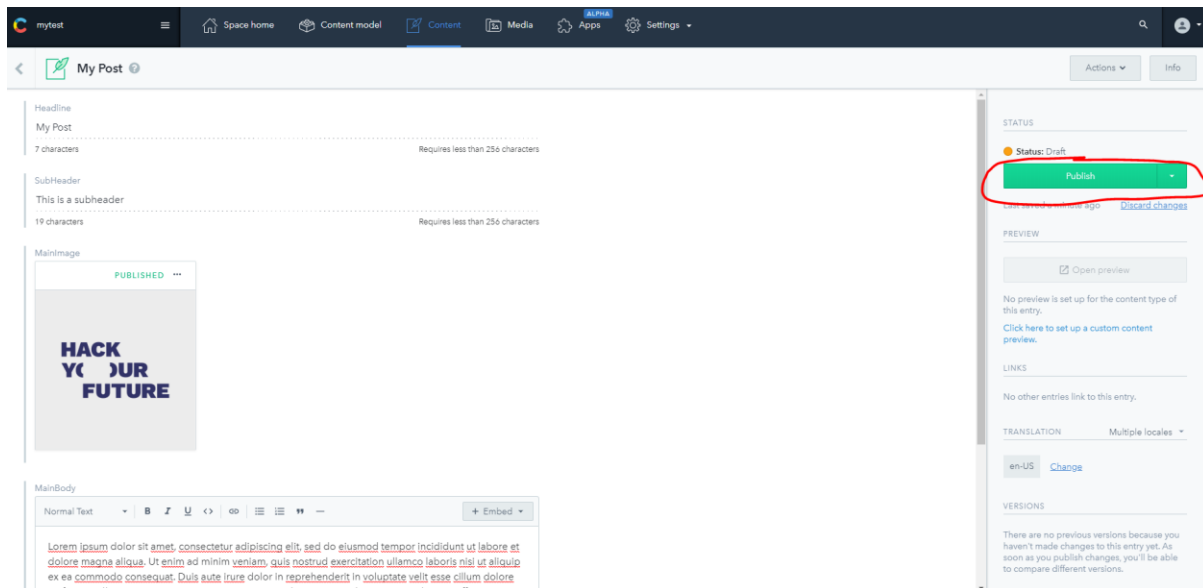 mytest
Space home
Content model
Content
Media
ALPHA
Apps
Settings
My Post
Actions
Info
Headline
My Post
7 characters
Requires less than 256 characters
SubHeader
This is a subheader
19 characters
Requires less than 256 characters
MainImage
PUBLISHED
HACK
YOUR
FUTURE
MainBody
Normal Text
B I U <>
+ Embed
Lorem ipsum dolor sit amet, consectetur adipiscing elit, sed do eiusmod tempor incididunt ut labore et
dolore magna aliqua. Ut enim ad minim veniam, quis nostrud exercitation ullamco laboris nisi ut aliquip
ex ea commodo consequat. Duis aute irure dolor in reprehenderit in voluptate velit esse cillum dolore
STATUS
Status: Draft
Publish
Last saved a minute ago
Discard changes
PREVIEW
Open preview
No preview is set up for the content type of
this entry.
Click here to set up a custom content
preview.
LINKS
No other entries link to this entry.
TRANSLATION
Multiple locales
en-US
Change
VERSIONS
There are no previous versions because you
haven't made changes to this entry yet. As
soon as you publish changes, you'll be able
to compare different versions.